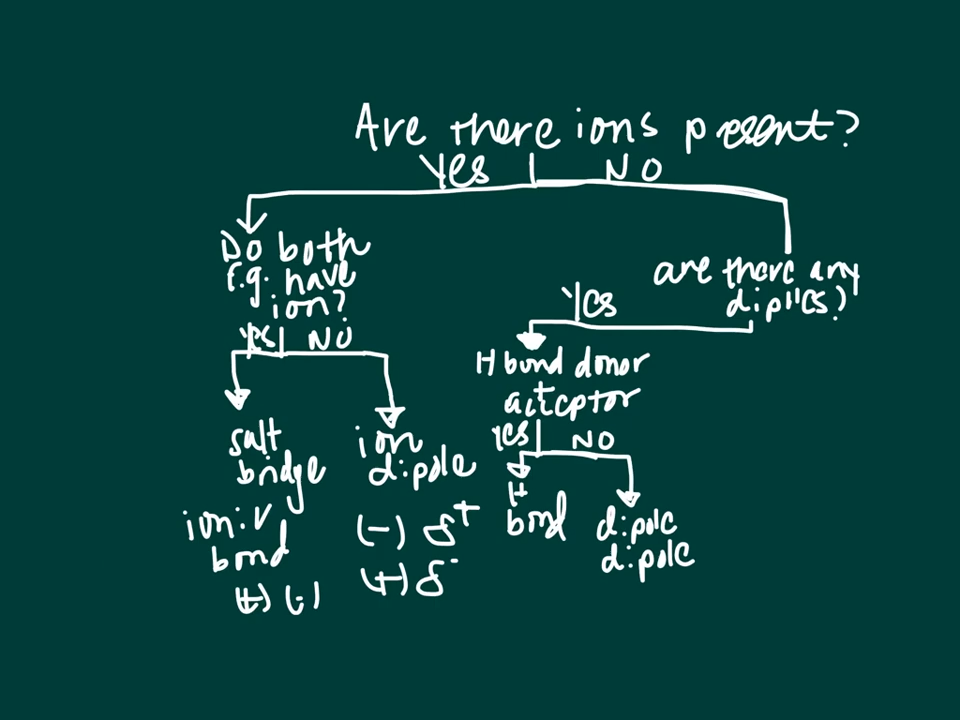 Are there ions present?
Yes NO
Do both
f.g. have
ion?
Yes NO
salt
bridge
ionic
bond
(+) (-)
ion
dipole
(-) δ+
(+) δ-
are there any
dipoles?
Yes
H bond donor
+
acceptor
Yes NO
H
bond
dipole
dipole